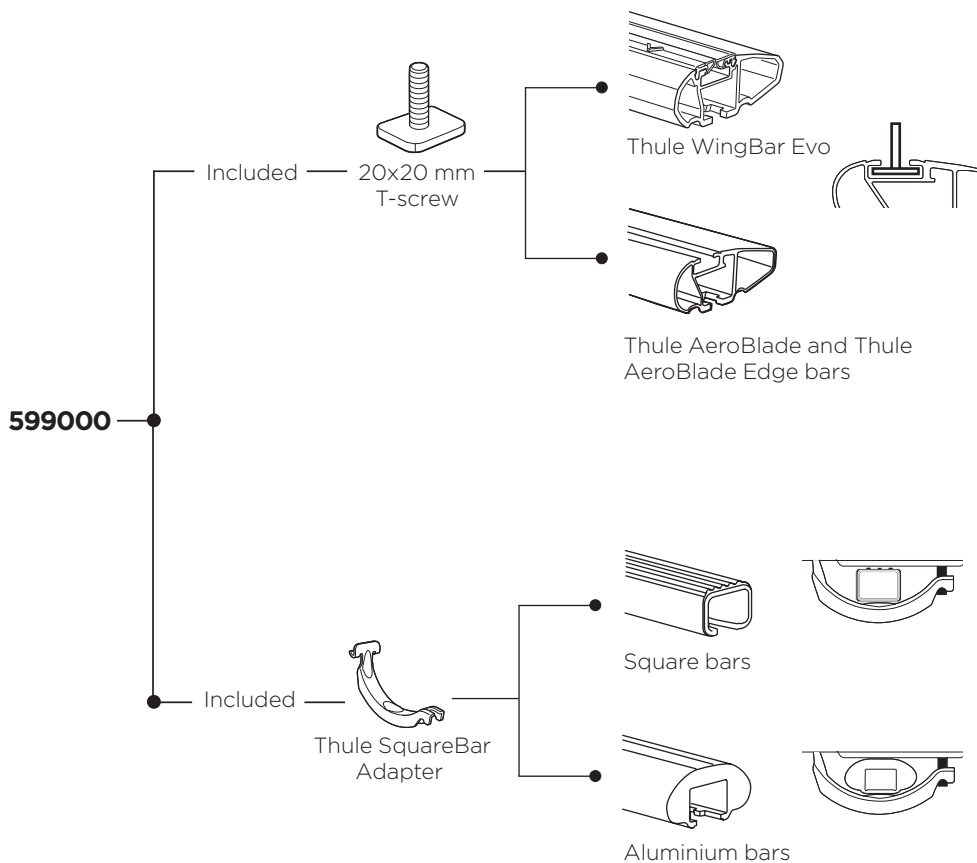 Thule WingBar Evo
Included
20x20 mm
T-screw
Thule AeroBlade and Thule
AeroBlade Edge bars
599000
Square bars
Included
Thule SquareBar
Adapter
Aluminium bars